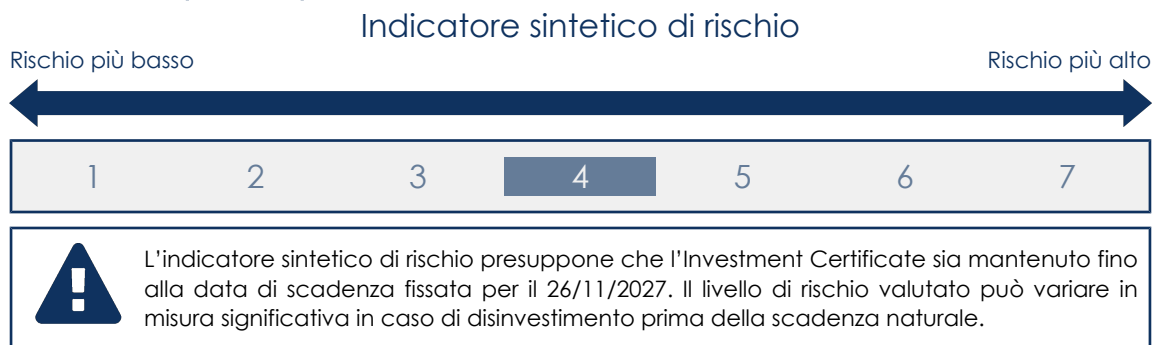 Indicatore sintetico di rischio
Rischio più basso
Rischio più alto
1 2 3 4 5 6 7
L'indicatore sintetico di rischio presuppone che l'Investment Certificate sia mantenuto fino
alla data di scadenza fissata per il 26/11/2027. Il livello di rischio valutato può variare in
misura significativa in caso di disinvestimento prima della scadenza naturale.